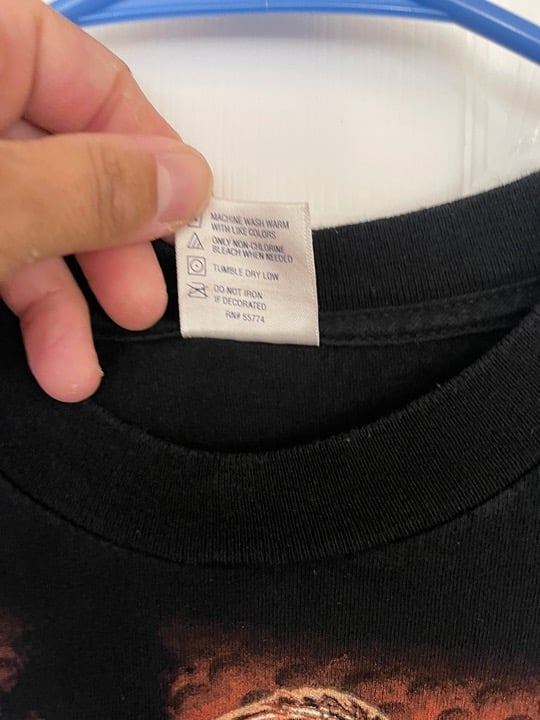 MACHINE WASH WARM
WITH LIKE COLORS
ONLY NON-CHLORINE
BLEACH WHEN NEEDED
TUMBLE DRY LOW
DO NOT IRON
IF DECORATED
RN# 55774